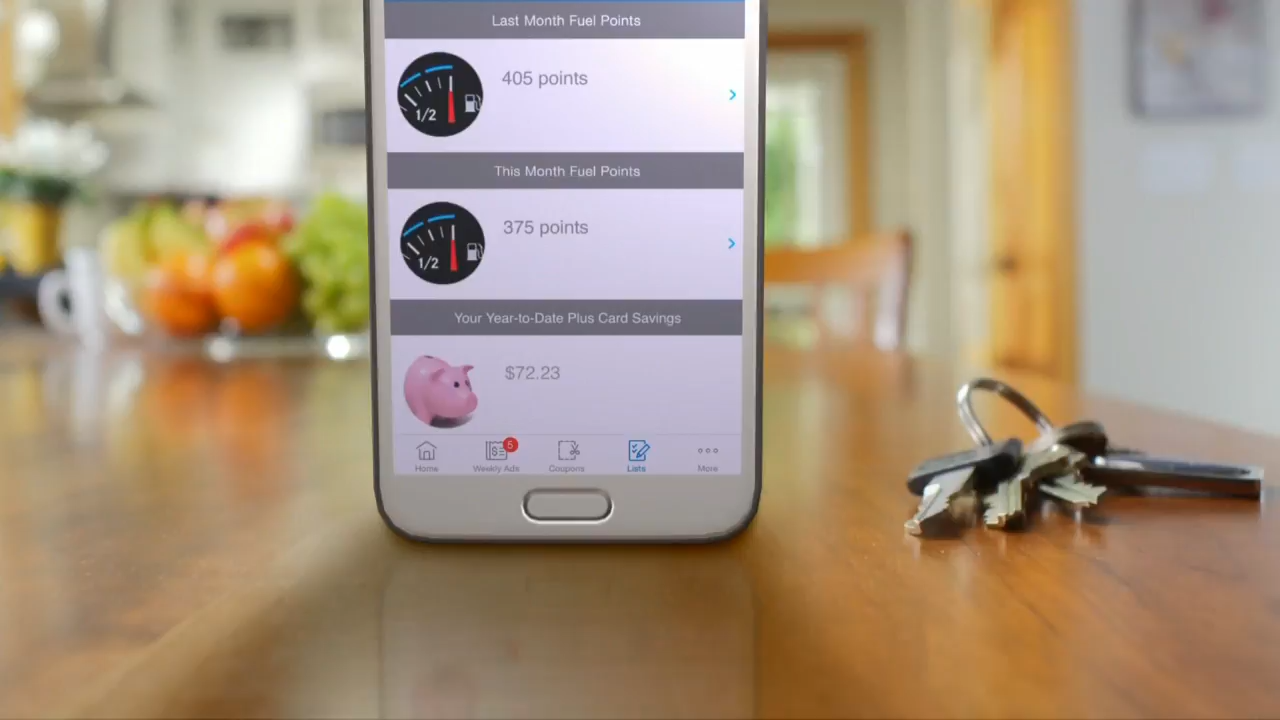 Last Month Fuel Points
405 points
1/2
This Month Fuel Points
375 points
1/2
Your Year-to-Date Plus Card Savings
$72.23
5
Home Weekly Ads Coupons Lists More